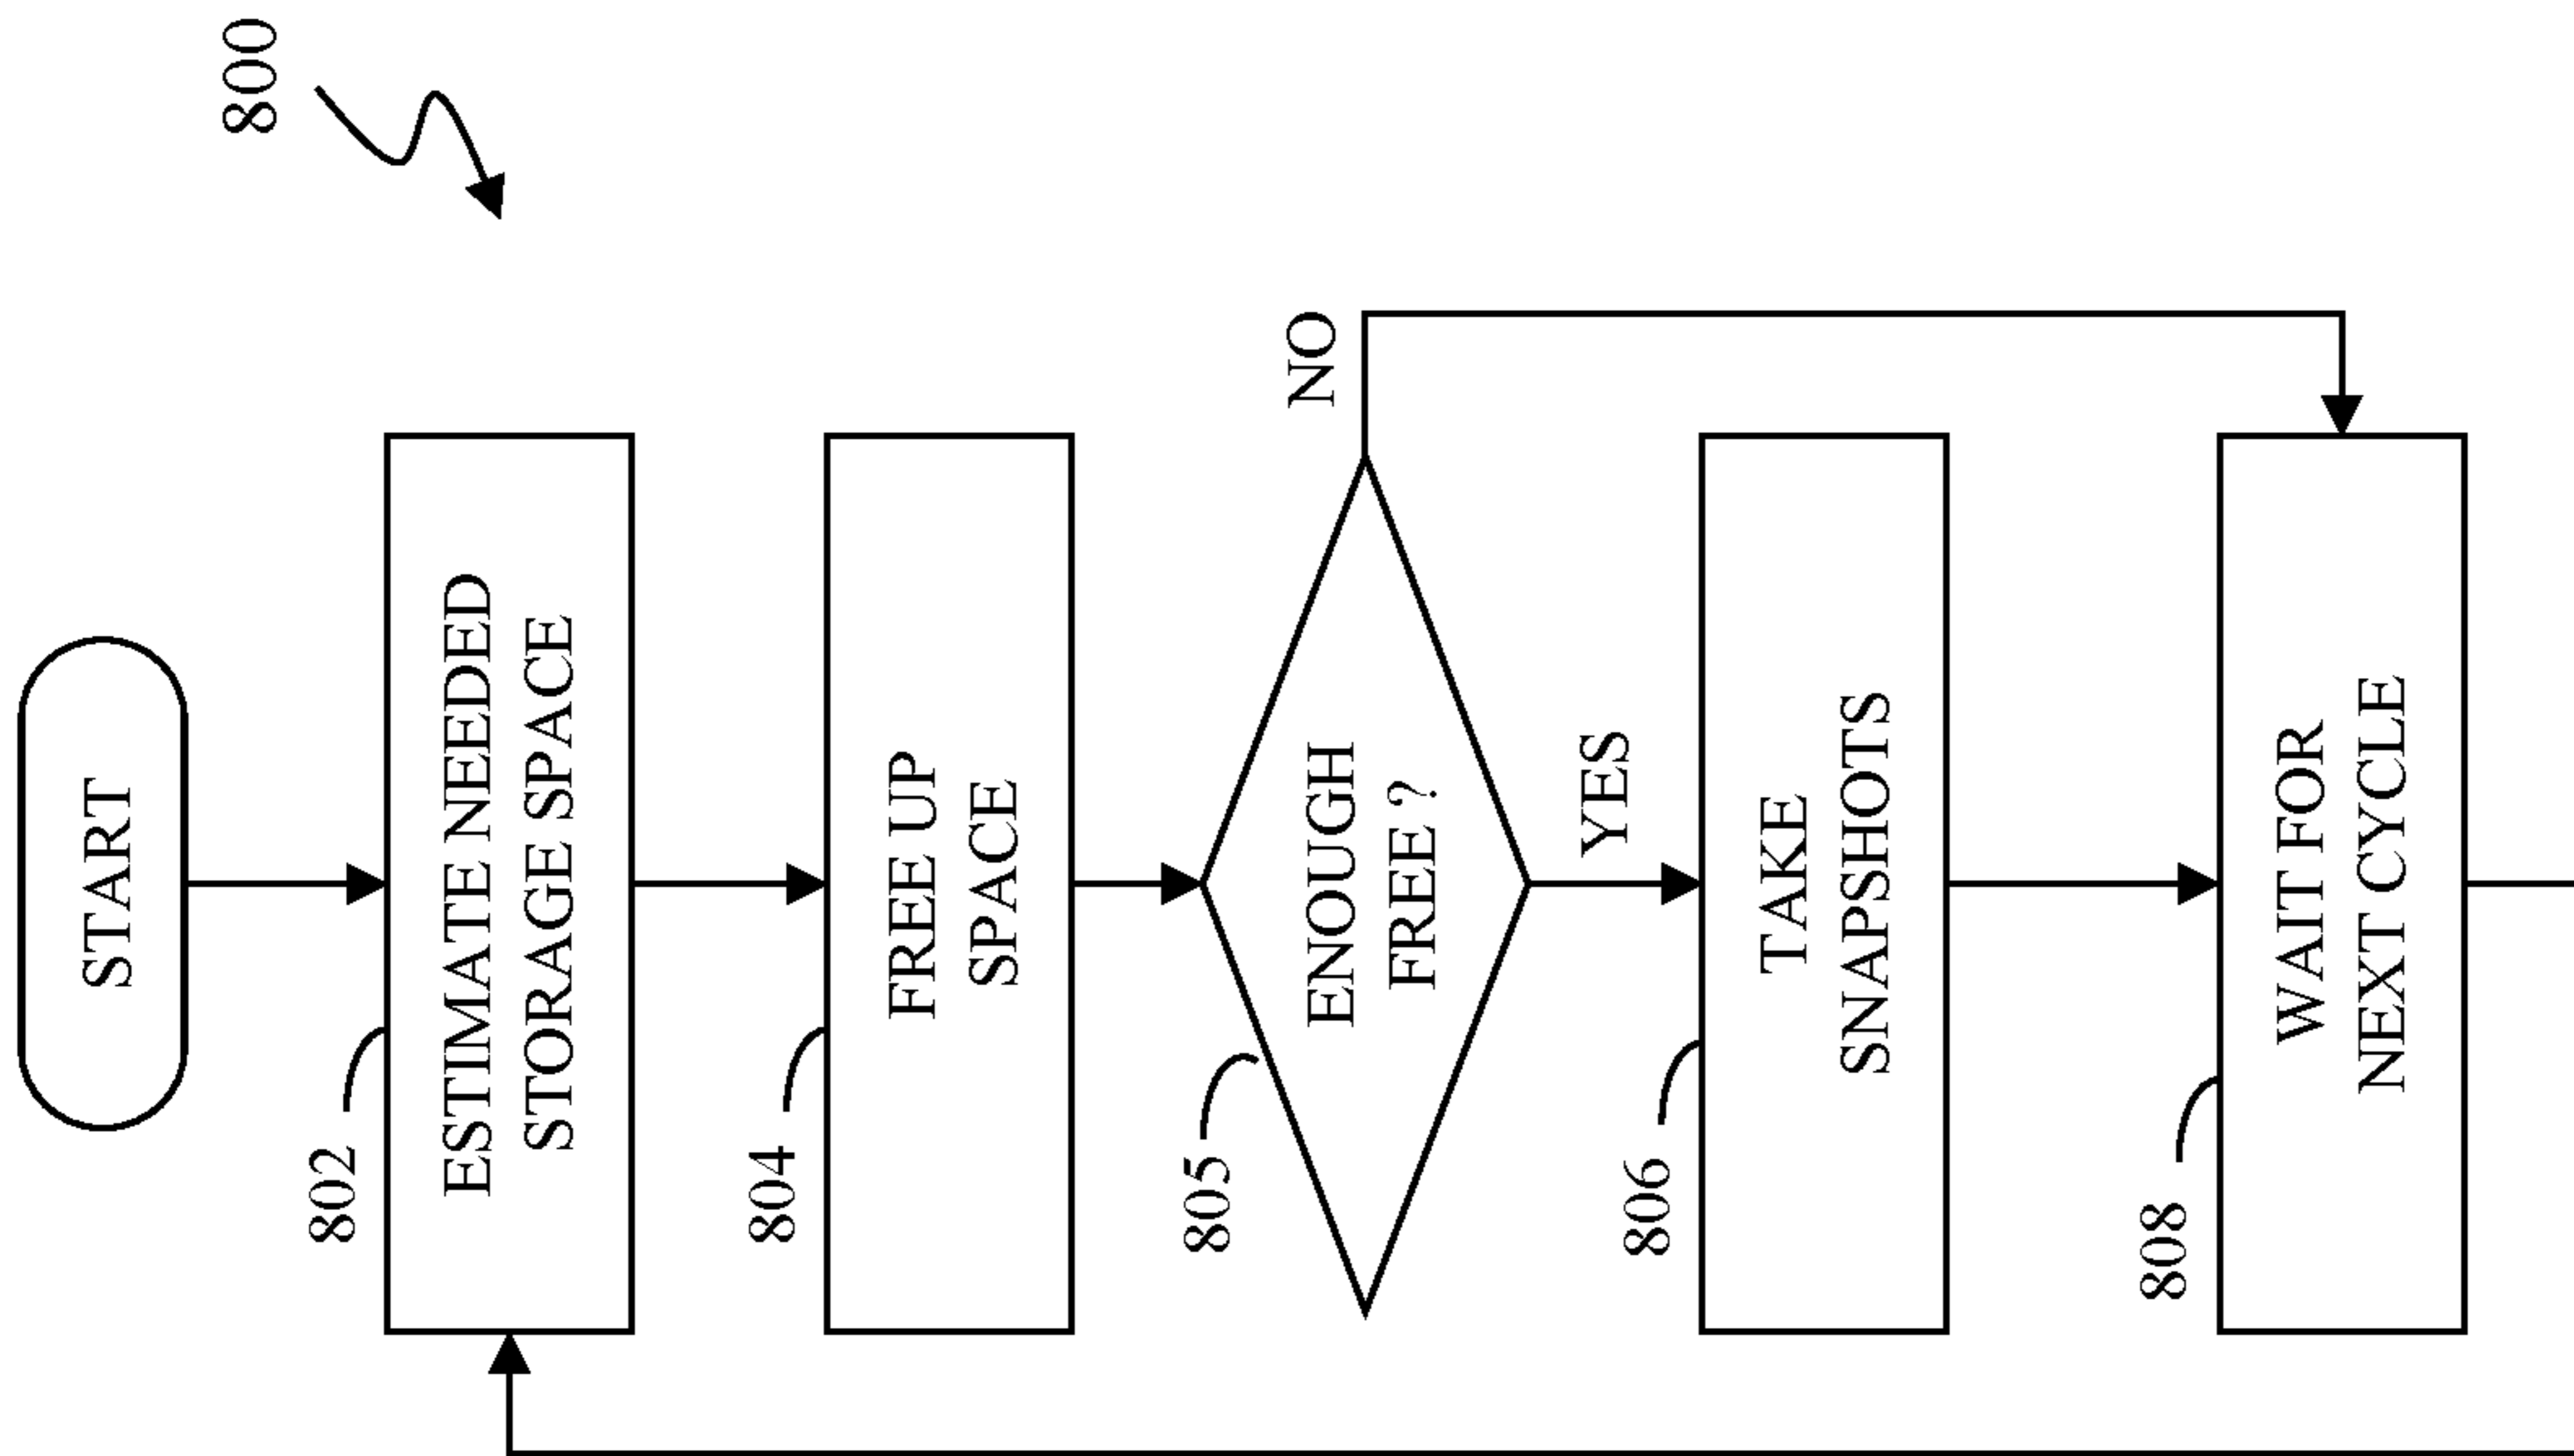 800
START
802
ESTIMATE NEEDED
STORAGE SPACE
804
FREE UP
SPACE
805
ENOUGH
FREE ?
NO
YES
806
TAKE
SNAPSHOTS
808
WAIT FOR
NEXT CYCLE